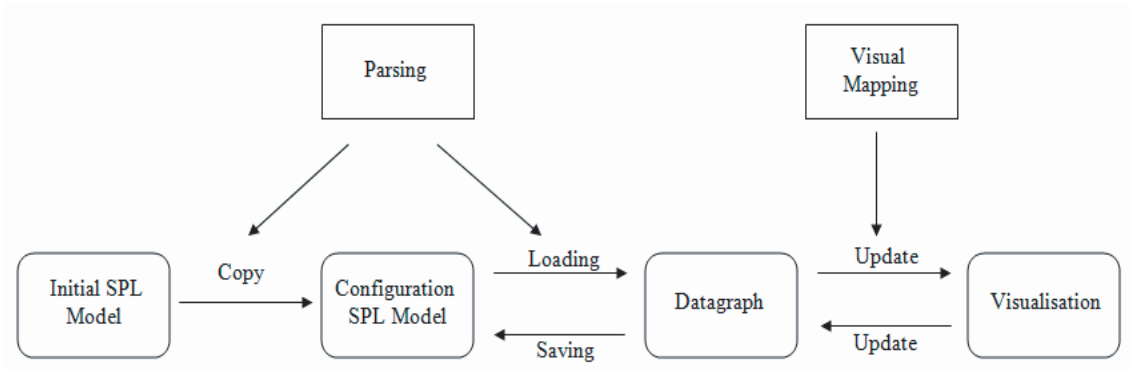 Parsing
Visual
Mapping
Copy
Loading
Update
Initial SPL
Model
Configuration
SPL Model
Datagraph
Visualisation
Saving
Update